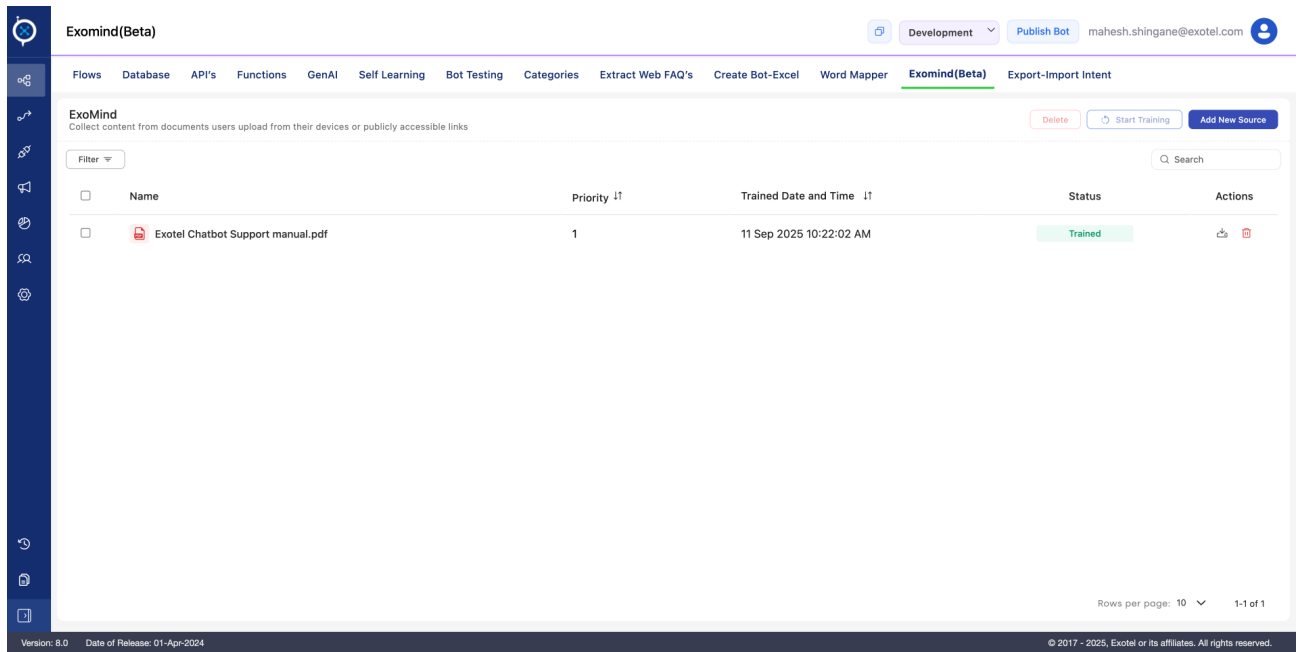 Exomind(Beta) Development Publish Bot mahesh.shingane@exotel.com
Flows Database API's Functions GenAI Self Learning Bot Testing Categories Extract Web FAQ's Create Bot-Excel Word Mapper Exomind(Beta) Export-Import Intent
ExoMind
Collect content from documents users upload from their devices or publicly accessible links
Delete Start Training Add New Source
Filter Search
Name Priority Trained Date and Time Status Actions
Exotel Chatbot Support manual.pdf 1 11 Sep 2025 10:22:02 AM Trained
Rows per page: 10 1-1 of 1
Version: 8.0 Date of Release: 01-Apr-2024 © 2017 - 2025, Exotel or its affiliates. All rights reserved.